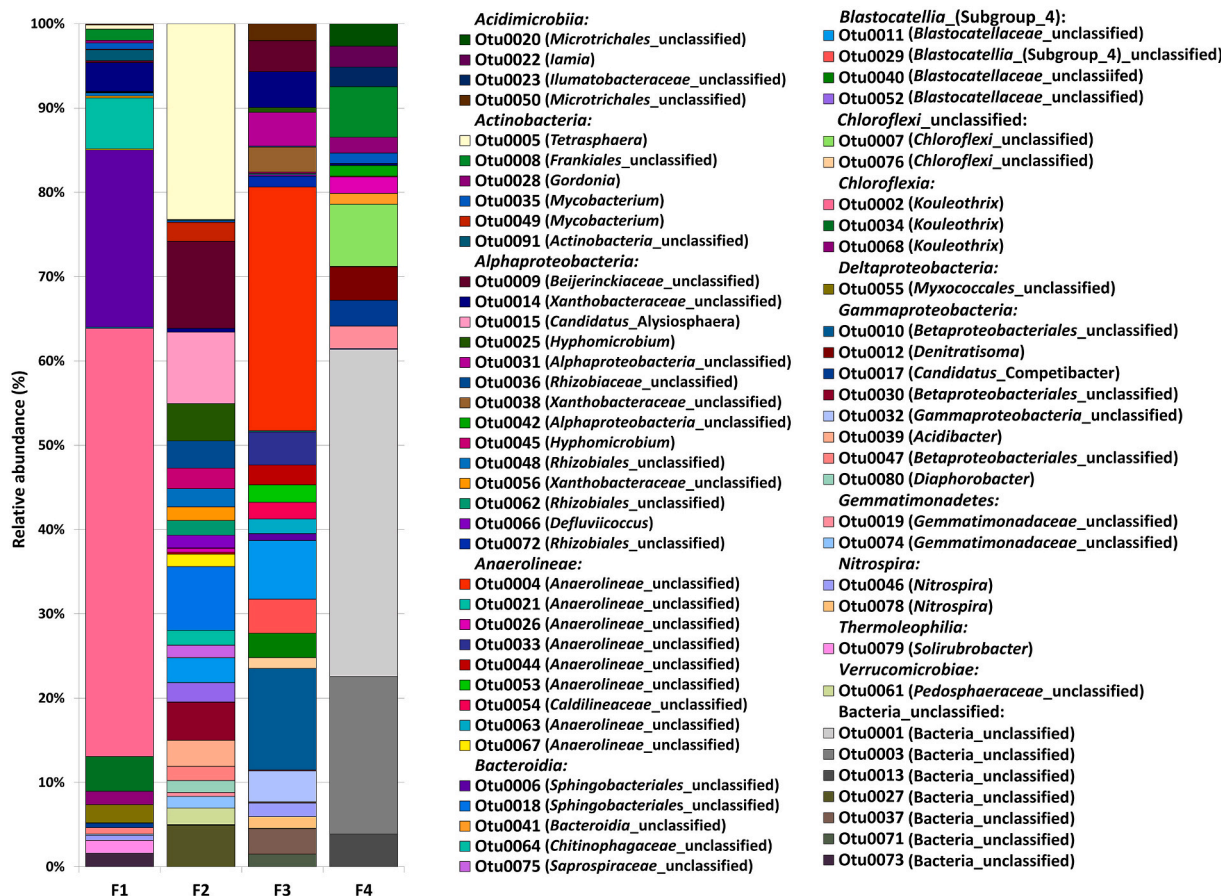 100%
90%
80%
70%
60%
50%
40%
30%
20%
10%
0%
Relative abundance (%)
F1 F2 F3 F4
Acidimicrobiia:
Otu0020 (Microtrichales_unclassified)
Otu0022 (Iamia)
Otu0023 (Ilumatobacteraceae_unclassified)
Otu0050 (Microtrichales_unclassified)
Actinobacteria:
Otu0005 (Tetrasphaera)
Otu0008 (Frankiales_unclassified)
Otu0028 (Gordonia)
Otu0035 (Mycobacterium)
Otu0049 (Mycobacterium)
Otu0091 (Actinobacteria_unclassified)
Alphaproteobacteria:
Otu0009 (Beijerinckiaceae_unclassified)
Otu0014 (Xanthobacteraceae_unclassified)
Otu0015 (Candidatus_Alysiosphaera)
Otu0025 (Hyphomicrobium)
Otu0031 (Alphaproteobacteria_unclassified)
Otu0036 (Rhizobiaceae_unclassified)
Otu0038 (Xanthobacteraceae_unclassified)
Otu0042 (Alphaproteobacteria_unclassified)
Otu0045 (Hyphomicrobium)
Otu0048 (Rhizobiales_unclassified)
Otu0056 (Xanthobacteraceae_unclassified)
Otu0062 (Rhizobiales_unclassified)
Otu0066 (Defluviicoccus)
Otu0072 (Rhizobiales_unclassified)
Anaerolineae:
Otu0004 (Anaerolineae_unclassified)
Otu0021 (Anaerolineae_unclassified)
Otu0026 (Anaerolineae_unclassified)
Otu0033 (Anaerolineae_unclassified)
Otu0044 (Anaerolineae_unclassified)
Otu0053 (Anaerolineae_unclassified)
Otu0054 (Caldilineaceae_unclassified)
Otu0063 (Anaerolineae_unclassified)
Otu0067 (Anaerolineae_unclassified)
Bacteroidia:
Otu0006 (Sphingobacteriales_unclassified)
Otu0018 (Sphingobacteriales_unclassified)
Otu0041 (Bacteroidia_unclassified)
Otu0064 (Chitinophagaceae_unclassified)
Otu0075 (Saprospiraceae_unclassified)
Blastocatellia_(Subgroup_4):
Otu0011 (Blastocatellaceae_unclassified)
Otu0029 (Blastocatellia_(Subgroup_4)_unclassified)
Otu0040 (Blastocatellaceae_unclassiifed)
Otu0052 (Blastocatellaceae_unclassified)
Chloroflexi_unclassified:
Otu0007 (Chloroflexi_unclassified)
Otu0076 (Chloroflexi_unclassified)
Chloroflexia:
Otu0002 (Kouleothrix)
Otu0034 (Kouleothrix)
Otu0068 (Kouleothrix)
Deltaproteobacteria:
Otu0055 (Myxococcales_unclassified)
Gammaproteobacteria:
Otu0010 (Betaproteobacteriales_unclassified)
Otu0012 (Denitratisoma)
Otu0017 (Candidatus_Competibacter)
Otu0030 (Betaproteobacteriales_unclassified)
Otu0032 (Gammaproteobacteria_unclassified)
Otu0039 (Acidibacter)
Otu0047 (Betaproteobacteriales_unclassified)
Otu0080 (Diaphorobacter)
Gemmatimonadetes:
Otu0019 (Gemmatimonadaceae_unclassified)
Otu0074 (Gemmatimonadaceae_unclassified)
Nitrospira:
Otu0046 (Nitrospira)
Otu0078 (Nitrospira)
Thermoleophilia:
Otu0079 (Solirubrobacter)
Verrucomicrobiae:
Otu0061 (Pedosphaeraceae_unclassified)
Bacteria_unclassified:
Otu0001 (Bacteria_unclassified)
Otu0003 (Bacteria_unclassified)
Otu0013 (Bacteria_unclassified)
Otu0027 (Bacteria_unclassified)
Otu0037 (Bacteria_unclassified)
Otu0071 (Bacteria_unclassified)
Otu0073 (Bacteria_unclassified)